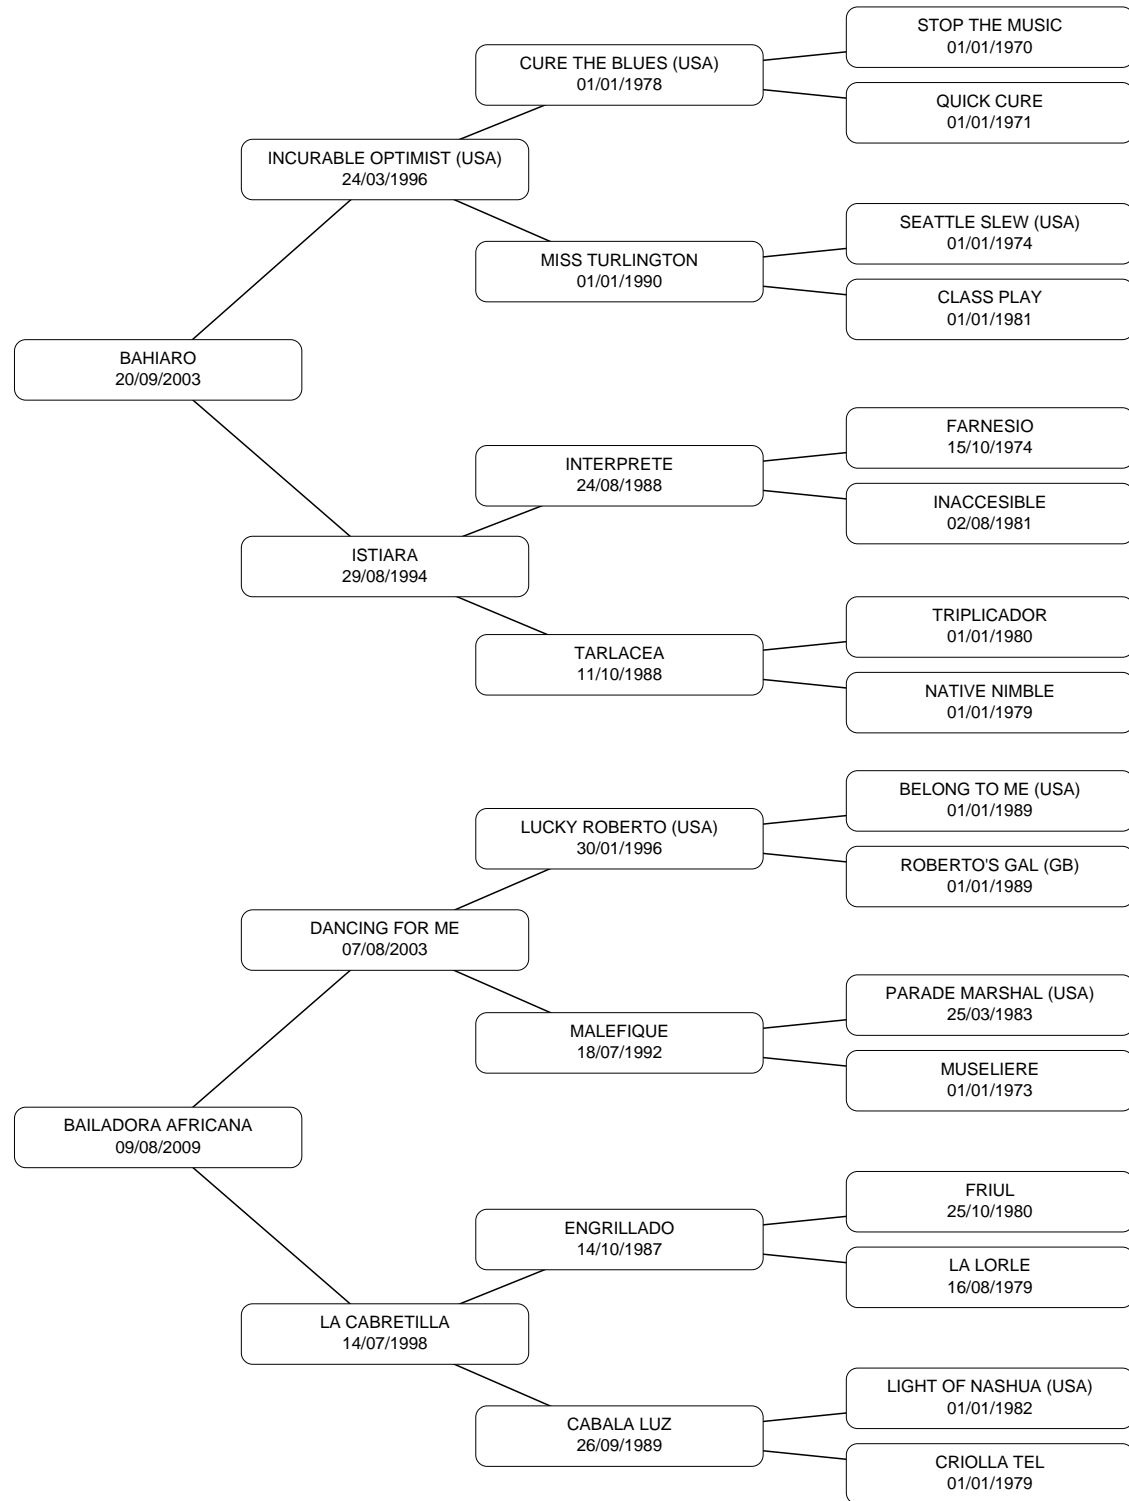 STOP THE MUSIC
01/01/1970
CURE THE BLUES (USA)
01/01/1978
QUICK CURE
01/01/1971
INCURABLE OPTIMIST (USA)
24/03/1996
SEATTLE SLEW (USA)
01/01/1974
MISS TURLINGTON
01/01/1990
CLASS PLAY
01/01/1981
BAHIARO
20/09/2003
FARNESIO
15/10/1974
INTERPRETE
24/08/1988
INACCESIBLE
02/08/1981
ISTIARA
29/08/1994
TRIPLICADOR
01/01/1980
TARLACEA
11/10/1988
NATIVE NIMBLE
01/01/1979
BELONG TO ME (USA)
01/01/1989
LUCKY ROBERTO (USA)
30/01/1996
ROBERTO'S GAL (GB)
01/01/1989
DANCING FOR ME
07/08/2003
PARADE MARSHAL (USA)
25/03/1983
MALEFIQUE
18/07/1992
MUSELIERE
01/01/1973
BAILADORA AFRICANA
09/08/2009
FRIUL
25/10/1980
ENGRILLADO
14/10/1987
LA LORLE
16/08/1979
LA CABRETILLA
14/07/1998
LIGHT OF NASHUA (USA)
01/01/1982
CABALA LUZ
26/09/1989
CRIOLLA TEL
01/01/1979